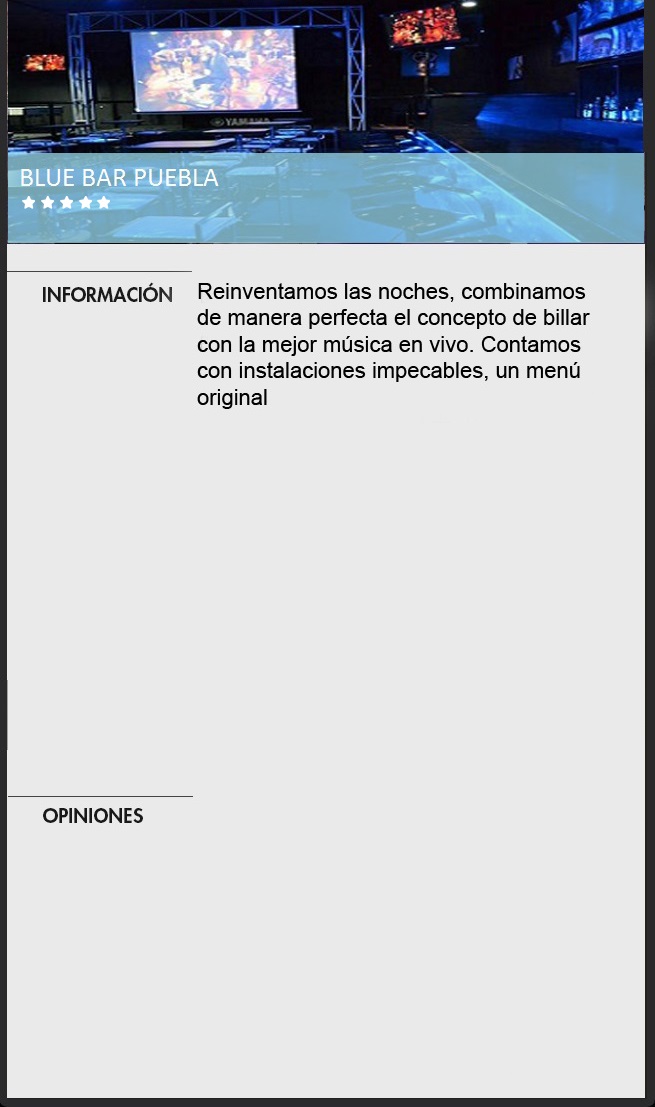 YAMAHA
BLUE BAR PUEBLA
INFORMACIÓN
Reinventamos las noches, combinamos
de manera perfecta el concepto de billar
con la mejor música en vivo. Contamos
con instalaciones impecables, un menú
original
OPINIONES